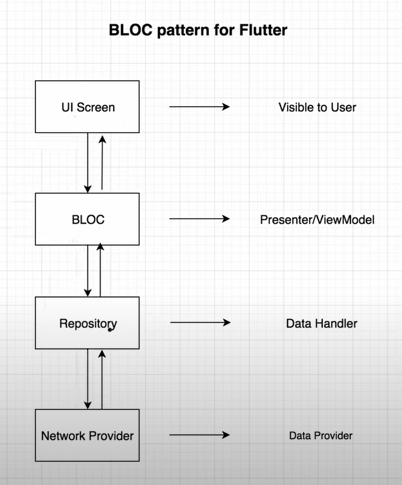 BLOC pattern for Flutter
UI Screen
Visible to User
BLOC
Presenter/ViewModel
Repository
Data Handler
Network Provider
Data Provider